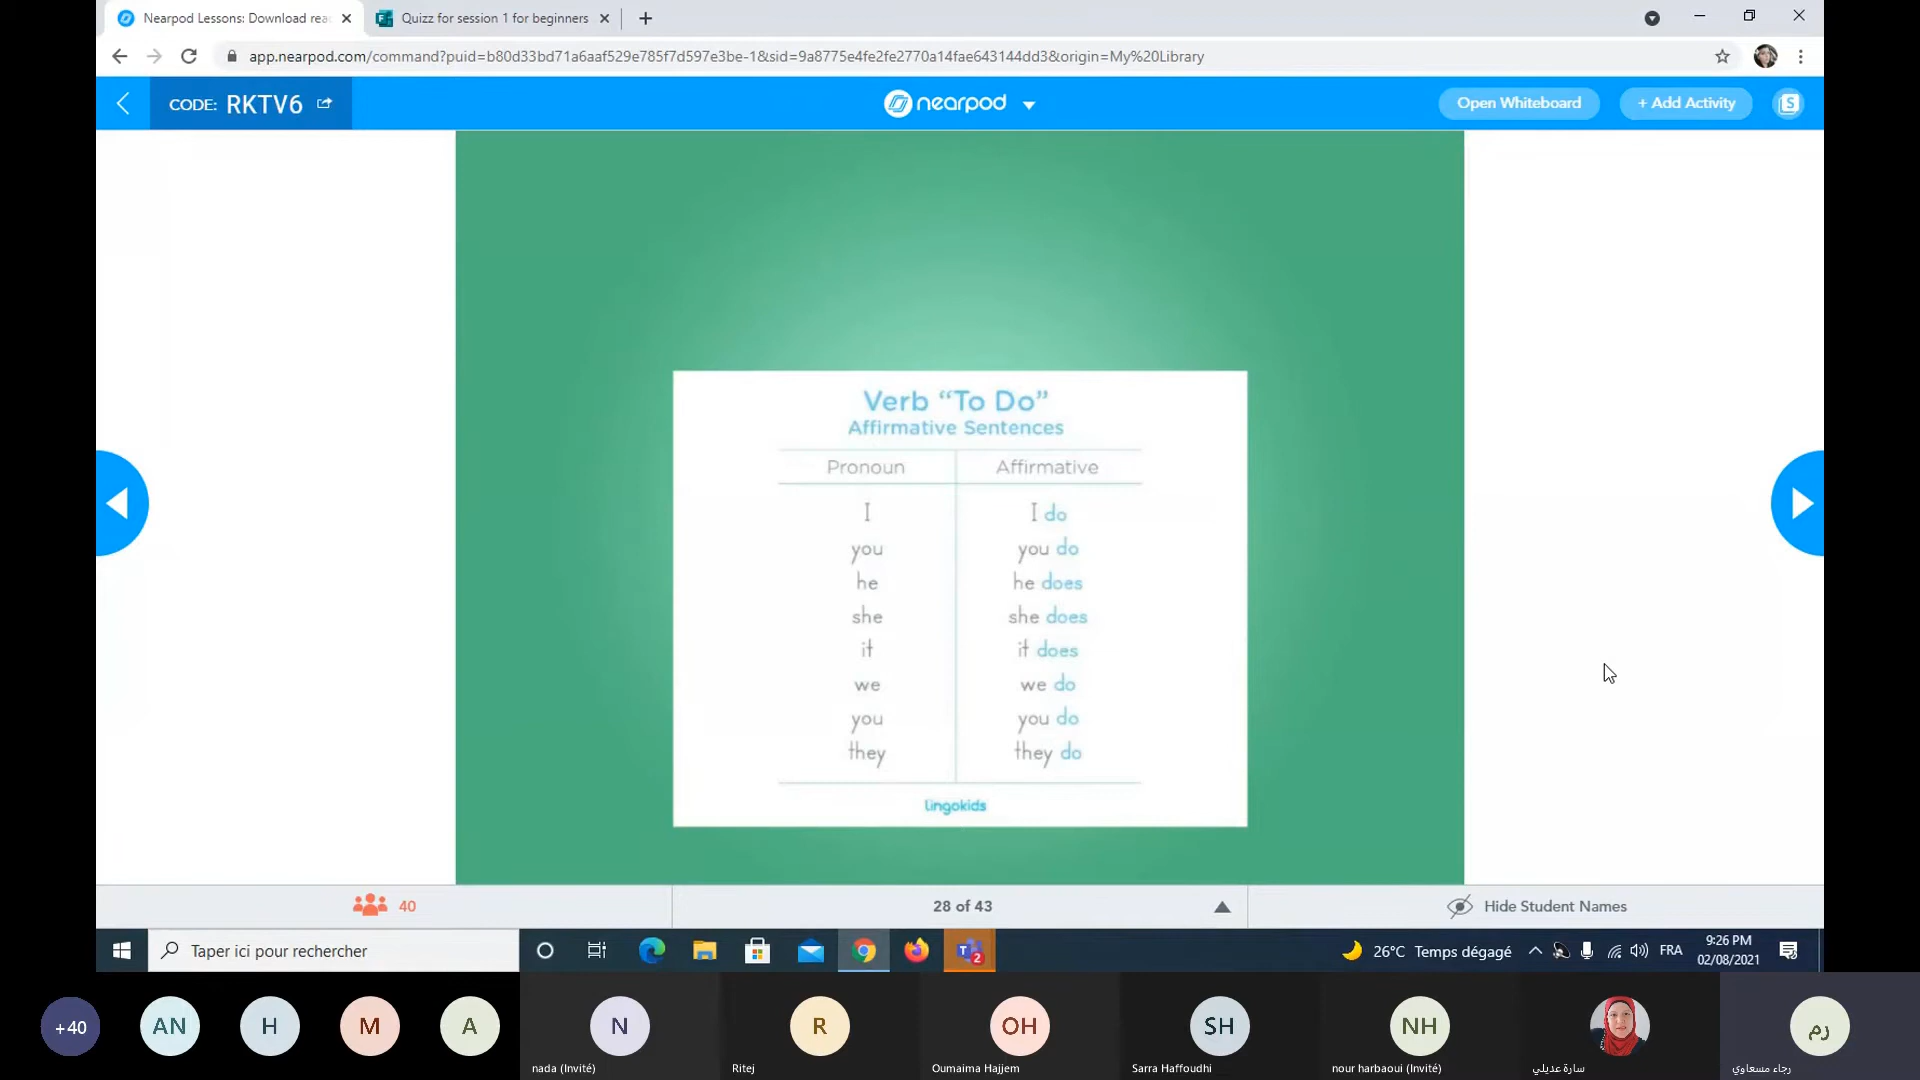 Nearpod Lessons: Download rea
Quizz for session 1 for beginners
app.nearpod.com/command?puid=b80d33bd71a6aaf529e785f7d597e3be-1&sid=9a8775e4fe2fe2770a14fae643144dd3&origin=My%20Library
CODE: RKTV6
nearpod
Open Whiteboard
+ Add Activity
S
Verb “To Do”
Affirmative Sentences
Pronoun Affirmative
I I do
you you do
he he does
she she does
it it does
we we do
you you do
they they do
lingokids
40
28 of 43
Hide Student Names
Taper ici pour rechercher
2
26°C Temps dégagé
FRA
9:26 PM
02/08/2021
+40
AN
H
M
A
N
R
OH
SH
NH
رم
nada (Invité)
Ritej
Oumaima Hajjem
Sarra Haffoudhi
nour harbaoui (Invité)
سارة عديلي
رجاء مسعاوي